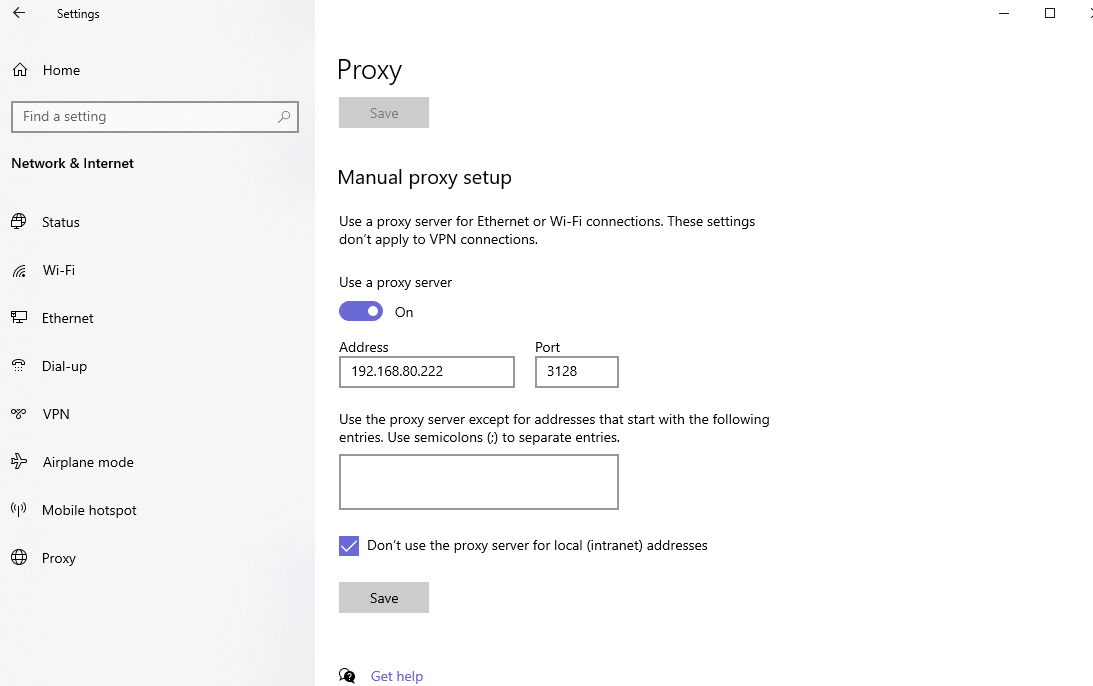 Settings
Home
Find a setting
Network & Internet
Status
Wi-Fi
Ethernet
Dial-up
VPN
Airplane mode
Mobile hotspot
Proxy
Proxy
Save
Manual proxy setup
Use a proxy server for Ethernet or Wi-Fi connections. These settings
don't apply to VPN connections.
Use a proxy server
On
Address
Port
192.168.80.222
3128
Use the proxy server except for addresses that start with the following
entries. Use semicolons (;) to separate entries.
Don't use the proxy server for local (intranet) addresses
Save
Get help